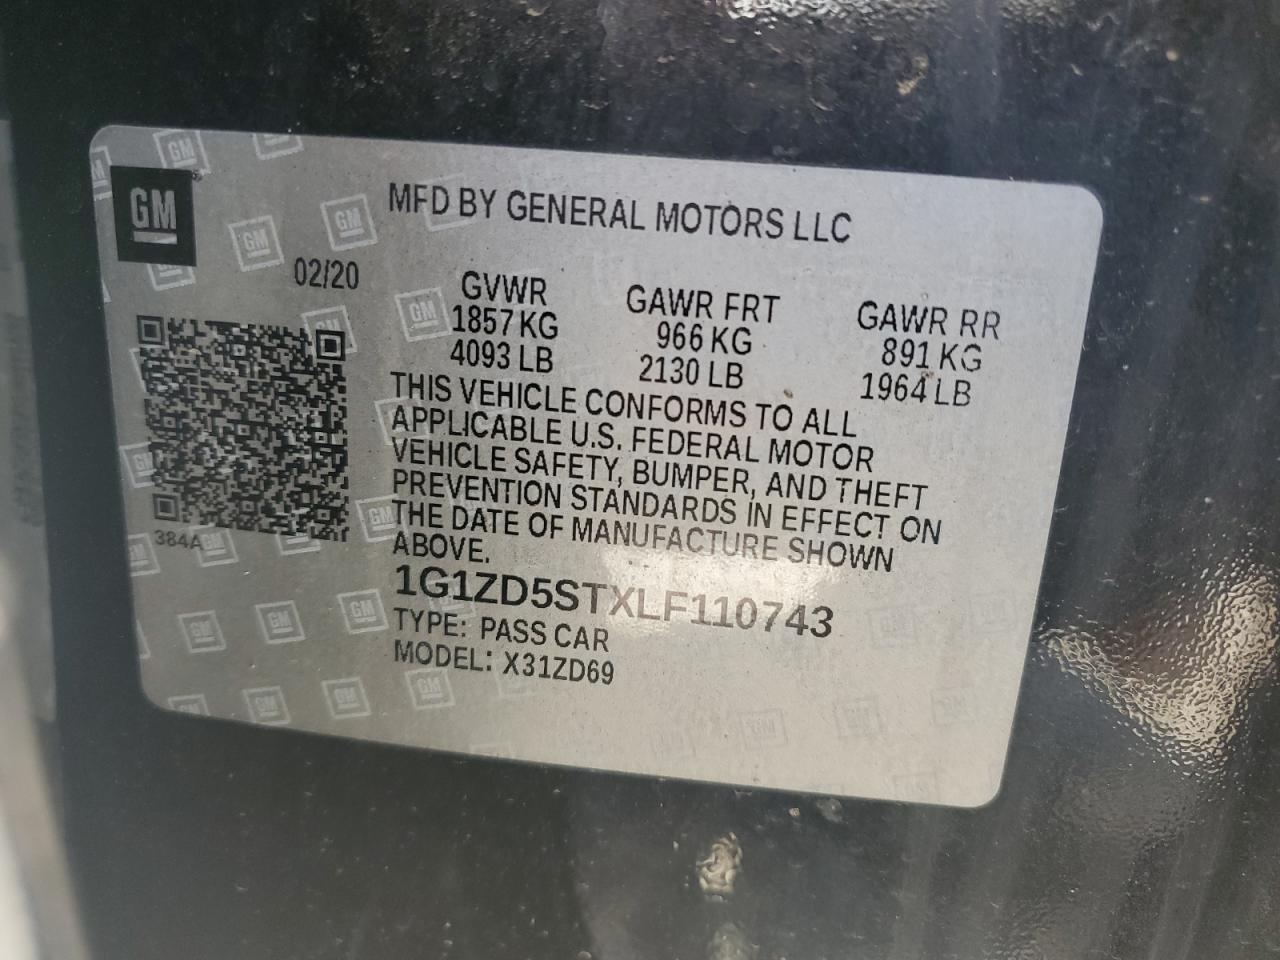 GM
MFD BY GENERAL MOTORS LLC
02/20
GVWR
1857 KG
4093 LB
GAWR FRT
966 KG
2130 LB
GAWR RR
891 KG
1964 LB
THIS VEHICLE CONFORMS TO ALL
APPLICABLE U.S. FEDERAL MOTOR
VEHICLE SAFETY, BUMPER, AND THEFT
PREVENTION STANDARDS IN EFFECT ON
THE DATE OF MANUFACTURE SHOWN
ABOVE.
384A
1G1ZD5STXLF110743
TYPE: PASS CAR
MODEL: X31ZD69